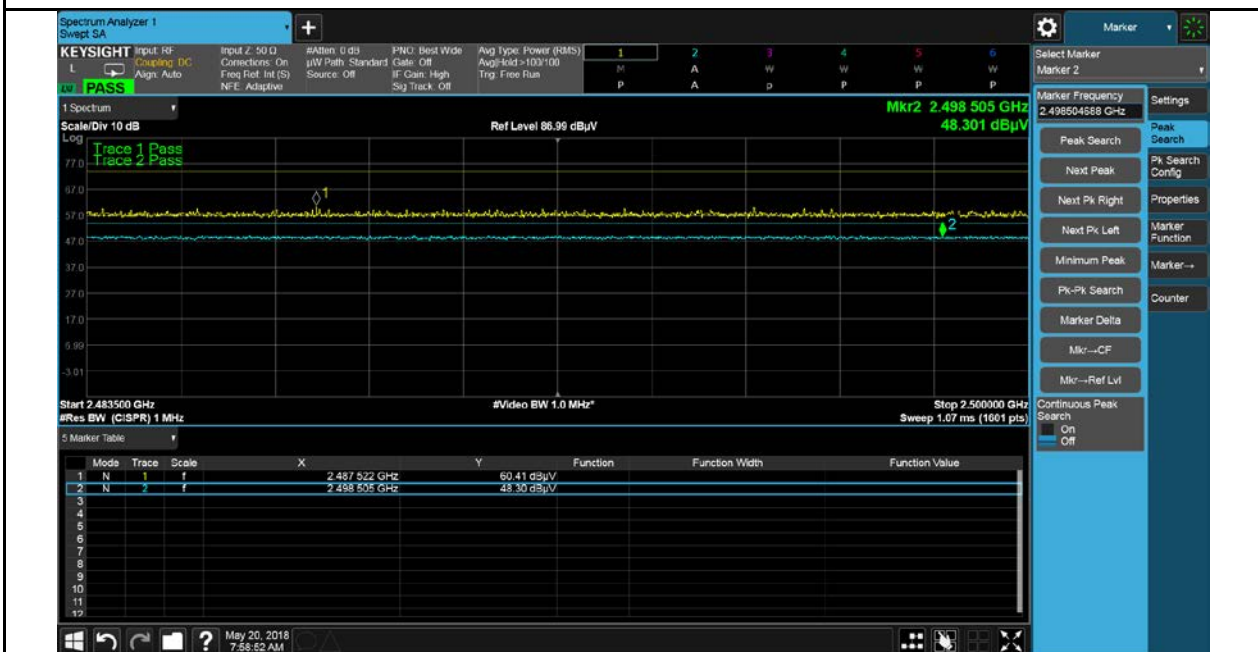 Spectrum Analyzer 1
Swept SA
+
Marker
KEYSIGHT Input: RF Input Z: 50 Ω #Atten: 0 dB PNO: Best Wide Avg Type: Power (RMS) 1 2 3 4 5 6
L Coupling: DC Corrections: On µW Path: Standard Gate: Off Avg|Hold:>100/100 M A W W W W
Align: Auto Freq Ref: Int (S) Source: Off IF Gain: High Trig: Free Run P A P P P P
PASS NFE: Adaptive Sig Track: Off
Select Marker
Marker 2
1 Spectrum
Mkr2 2.498 505 GHz
Scale/Div 10 dB Ref Level 86.99 dBµV 48.301 dBµV
Log
Trace 1 Pass
Trace 2 Pass
77.0
67.0
57.0
47.0
37.0
27.0
17.0
6.99
-3.01
1
2
Start 2.483500 GHz #Video BW 1.0 MHz* Stop 2.500000 GHz
#Res BW (CISPR) 1 MHz Sweep 1.07 ms (1601 pts)
5 Marker Table
Mode Trace Scale X Y Function Function Width Function Value
1 N 1 f 2.487 522 GHz 60.41 dBµV
2 N 2 f 2.498 505 GHz 48.30 dBµV
3
4
5
6
7
8
9
10
11
12
Marker Frequency
2.498504688 GHz
Peak Search
Next Peak
Next Pk Right
Next Pk Left
Minimum Peak
Pk-Pk Search
Marker Delta
Mkr→CF
Mkr→Ref Lvl
Continuous Peak
Search
On
Off
Settings
Peak
Search
Pk Search
Config
Properties
Marker
Function
Marker→
Counter
?
May 20, 2018
7:58:52 AM